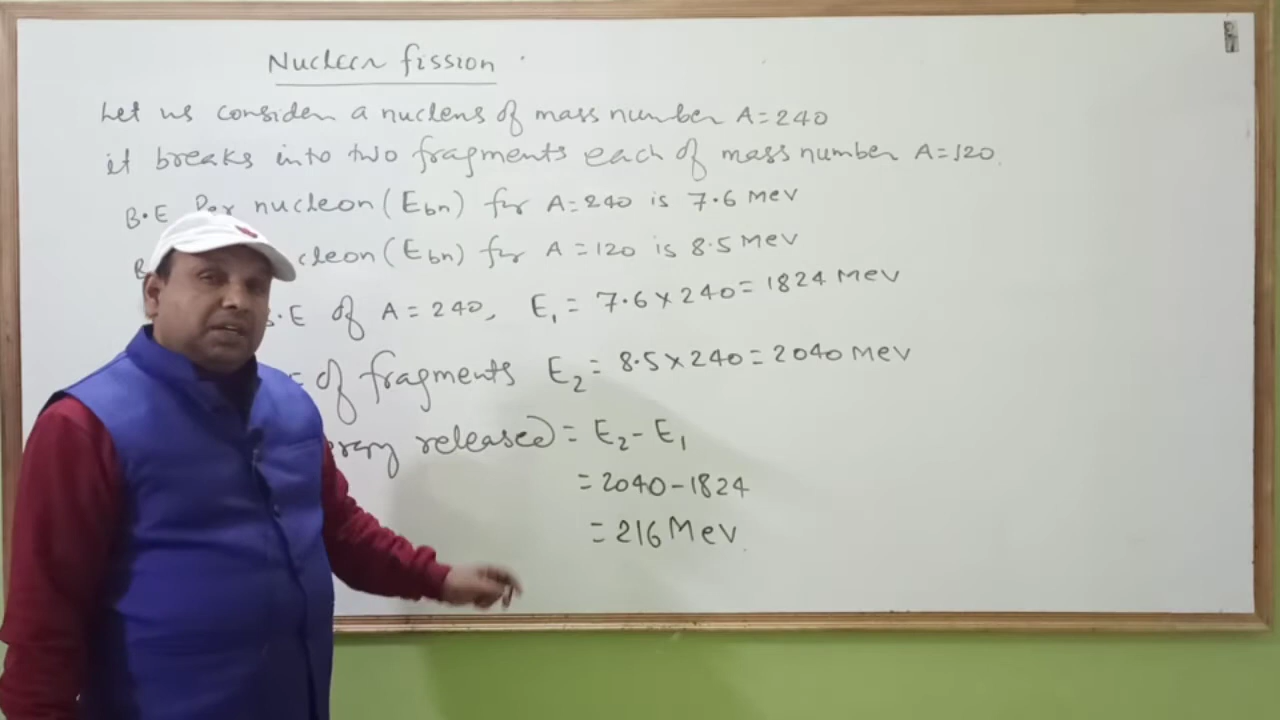 Nuclear fission
Let us consider a nucleus of mass number A=240
it breaks into two fragments each of mass number A=120.
B.E Per nucleon (Ebn) for A=240 is 7.6 MeV
B cleon (Ebn) for A=120 is 8.5 MeV
.E of A=240, E₁ = 7.6×240=1824 MeV
E of fragments E₂ = 8.5×240=2040 MeV
ergy released = E₂-E₁
= 2040-1824
= 216 MeV.